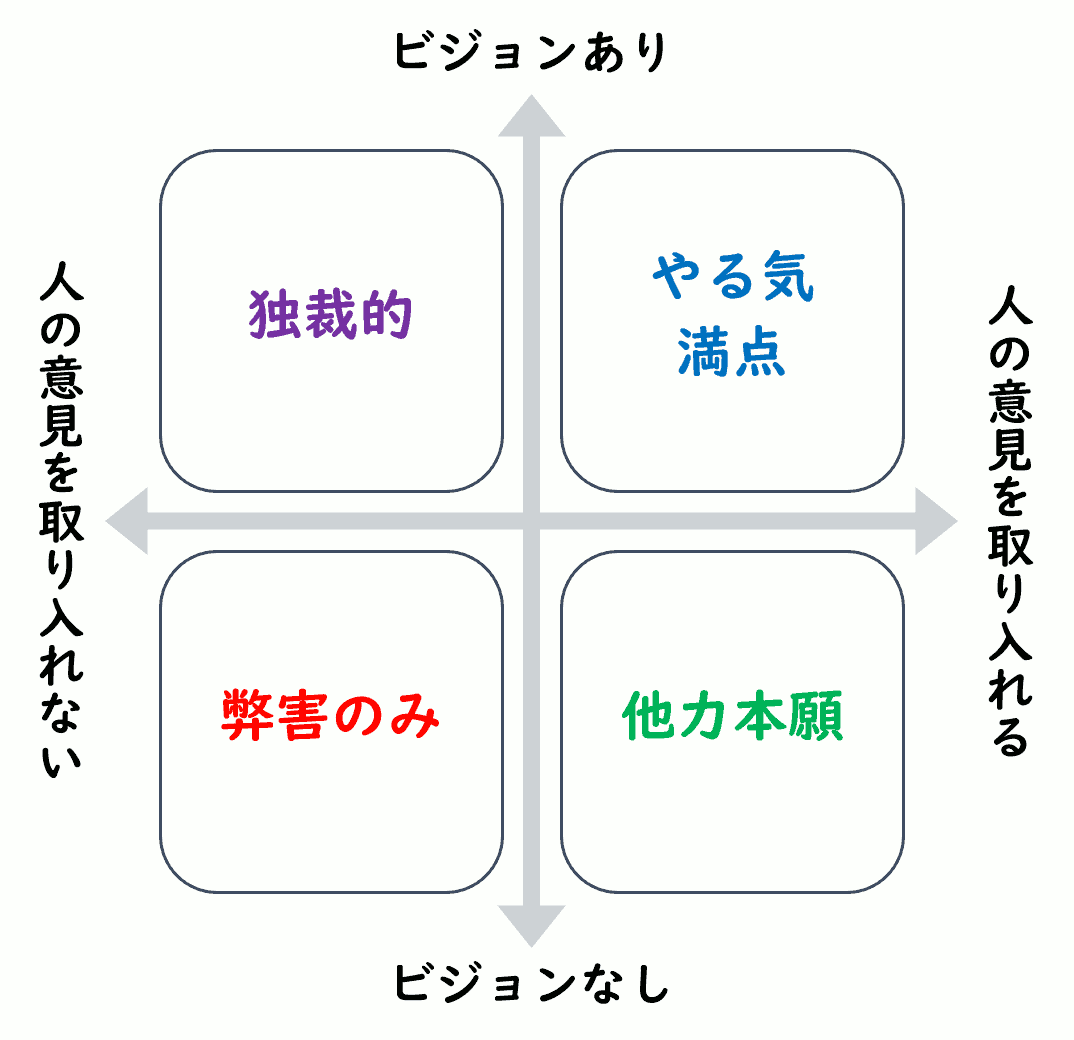 ビジョンあり
人の意見を取り入れない
独裁的
やる気
満点
人の意見を取り入れる
弊害のみ
他力本願
ビジョンなし